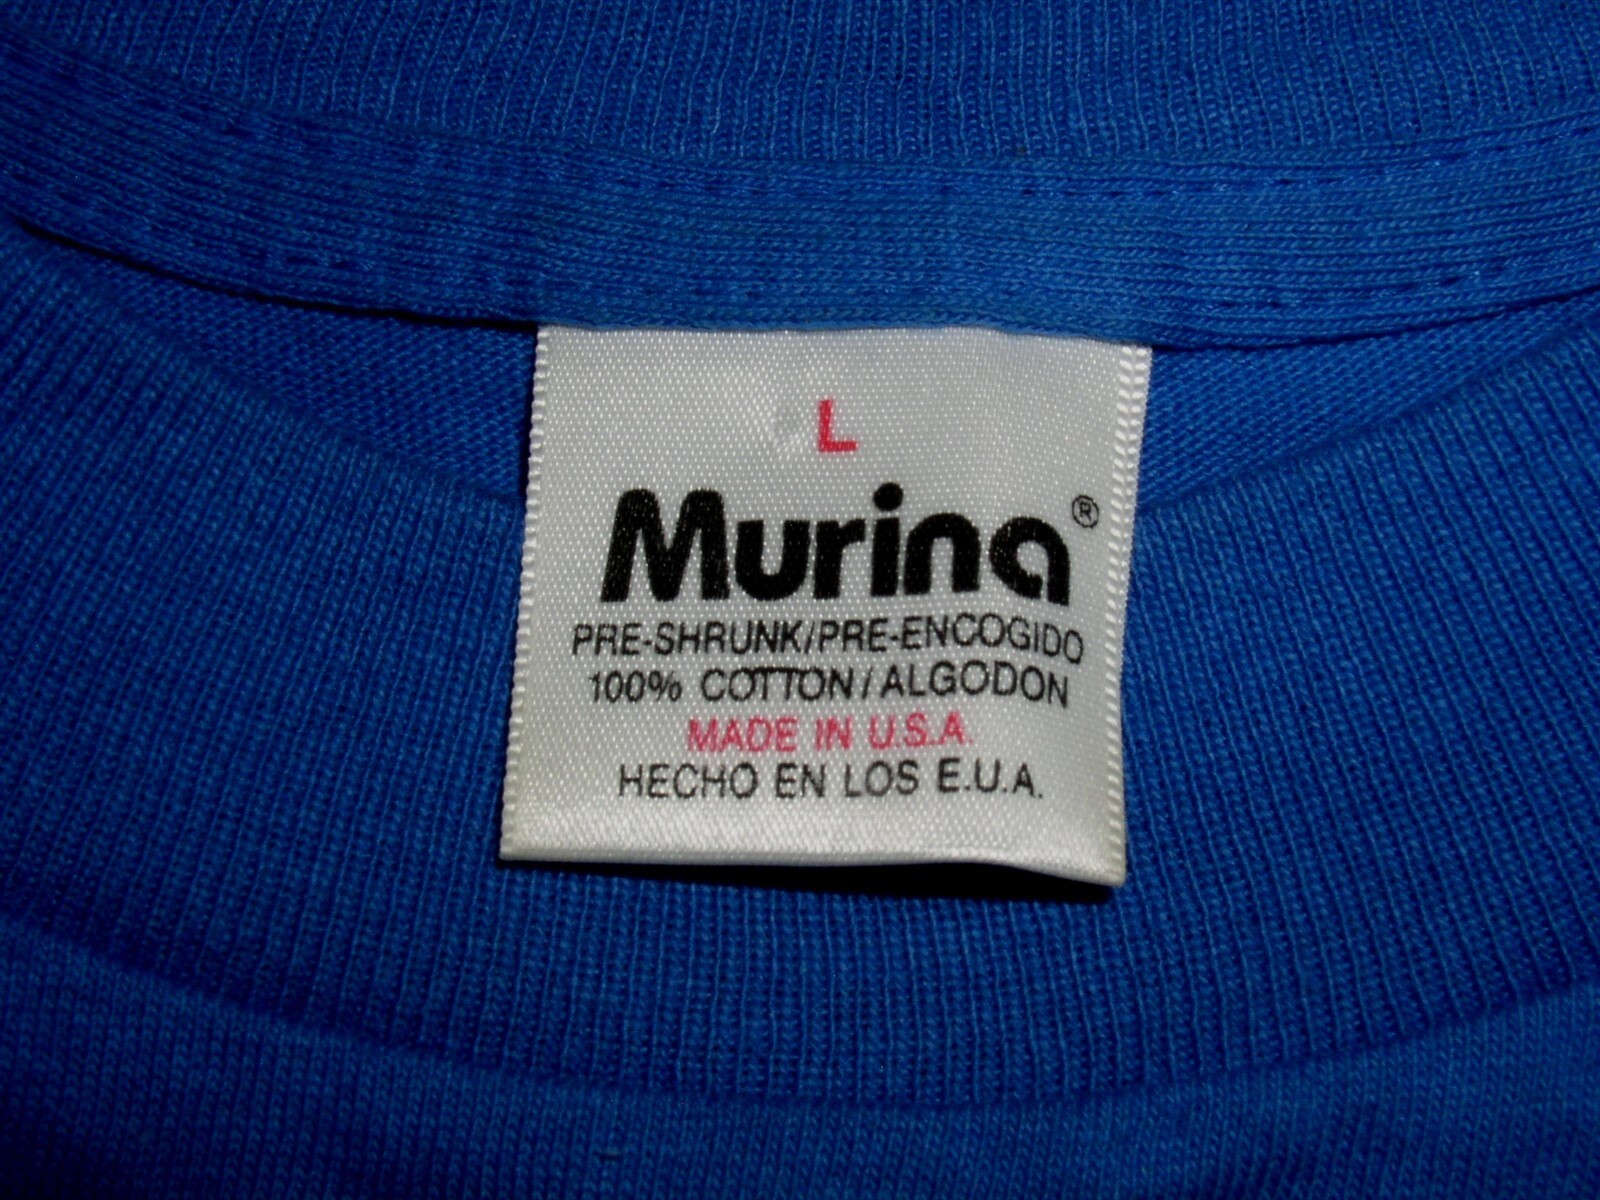 L
Murina®
PRE-SHRUNK/PRE-ENCOGIDO
100% COTTON/ALGODON
MADE IN U.S.A.
HECHO EN LOS E.U.A.